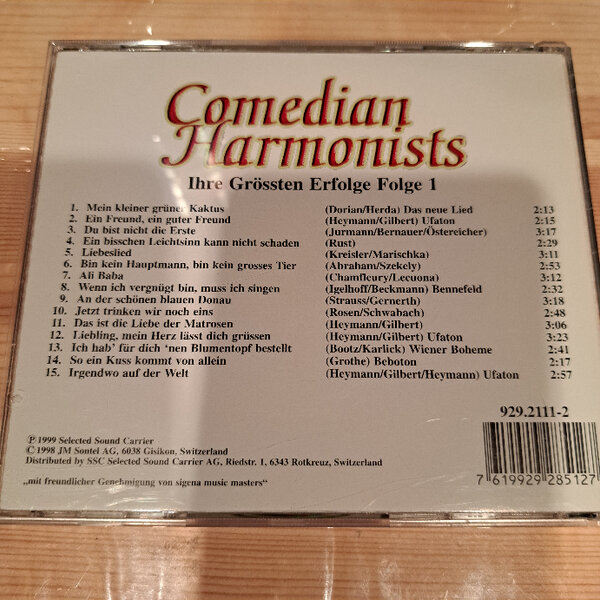 Comedian
Harmonists
Ihre Grössten Erfolge Folge 1
1. Mein kleiner grüner Kaktus (Dorian/Herda) Das neue Lied 2:13
2. Ein Freund, ein guter Freund (Heymann/Gilbert) Ufaton 2:15
3. Du bist nicht die Erste (Jurmann/Bernauer/Östereicher) 3:17
4. Ein bisschen Leichtsinn kann nicht schaden (Rust) 2:29
5. Liebeslied (Kreisler/Marischka) 3:11
6. Bin kein Hauptmann, bin kein grosses Tier (Abraham/Szekely) 2:53
7. Ali Baba (Chamfleury/Lecuona) 3:12
8. Wenn ich vergnügt bin, muss ich singen (Igelhoff/Beckmann) Bennefeld 2:32
9. An der schönen blauen Donau (Strauss/Gernerth) 3:18
10. Jetzt trinken wir noch eins (Rosen/Schwabach) 2:48
11. Das ist die Liebe der Matrosen (Heymann/Gilbert) 3:06
12. Liebling, mein Herz lässt dich grüssen (Heymann/Gilbert) Ufaton 3:23
13. Ich hab' für dich 'nen Blumentopf bestellt (Bootz/Karlick) Wiener Boheme 2:41
14. So ein Kuss kommt von allein (Grothe) Beboton 2:17
15. Irgendwo auf der Welt (Heymann/Gilbert/Heymann) Ufaton 2:57
929.2111-2
℗ 1999 Selected Sound Carrier
© 1998 JM Sontel AG, 6038 Gisikon, Switzerland
Distributed by SSC Selected Sound Carrier AG, Riedstr. 1, 6343 Rotkreuz, Switzerland
„mit freundlicher Genehmigung von sigena music masters"
7 619929 285127